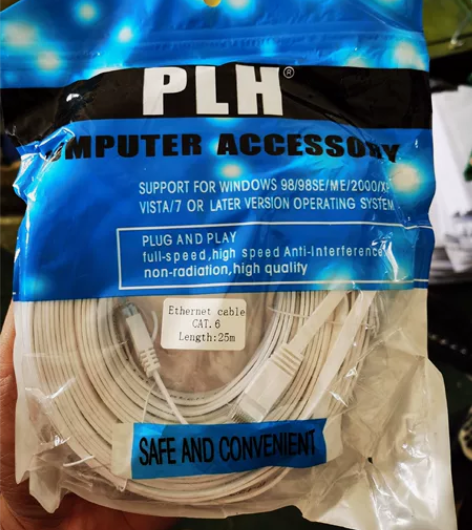 PLH®
OMPUTER ACCESSORY
SUPPORT FOR WINDOWS 98/98SE/ME/2000/XP
VISTA/7 OR LATER VERSION OPERATING SYSTEM
PLUG AND PLAY
full-speed,high speed Anti-Interference
non-radiation,high quality
Ethernet cable
CAT.6
Length:25m
SAFE AND CONVENIENT